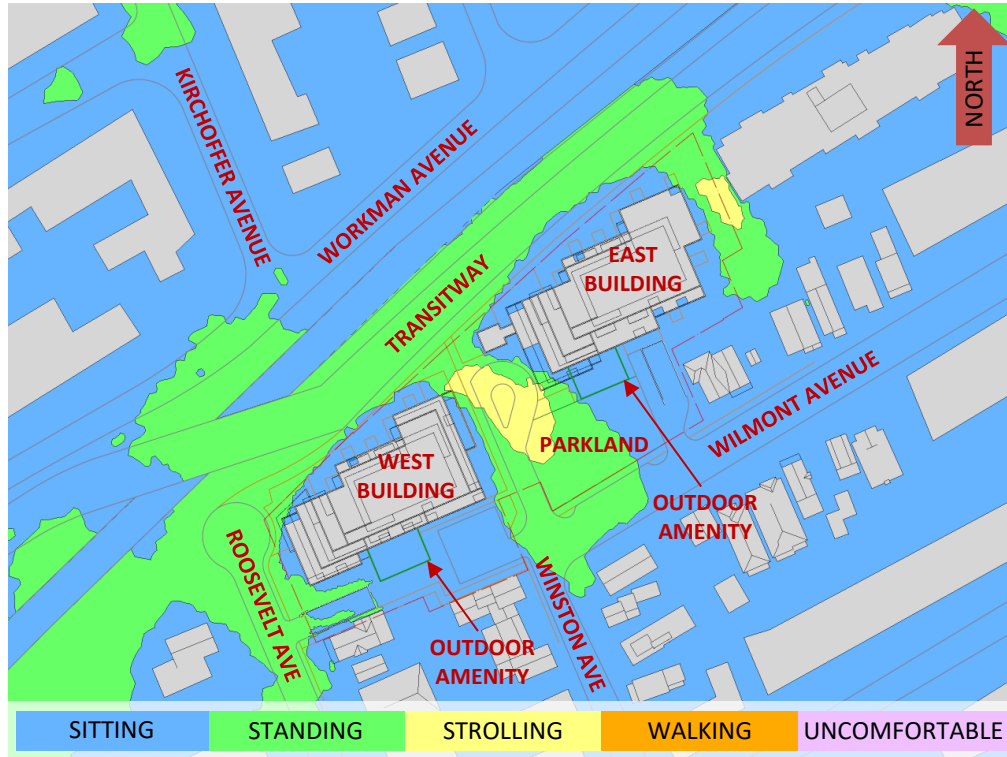 NORTH
KIRCHOFFER AVENUE
WORKMAN AVENUE
TRANSITWAY
EAST
BUILDING
WILMONT AVENUE
PARKLAND
WEST
BUILDING
OUTDOOR
AMENITY
ROOSEVELT AVE
WINSTON AVE
OUTDOOR
AMENITY
SITTING
STANDING
STROLLING
WALKING
UNCOMFORTABLE